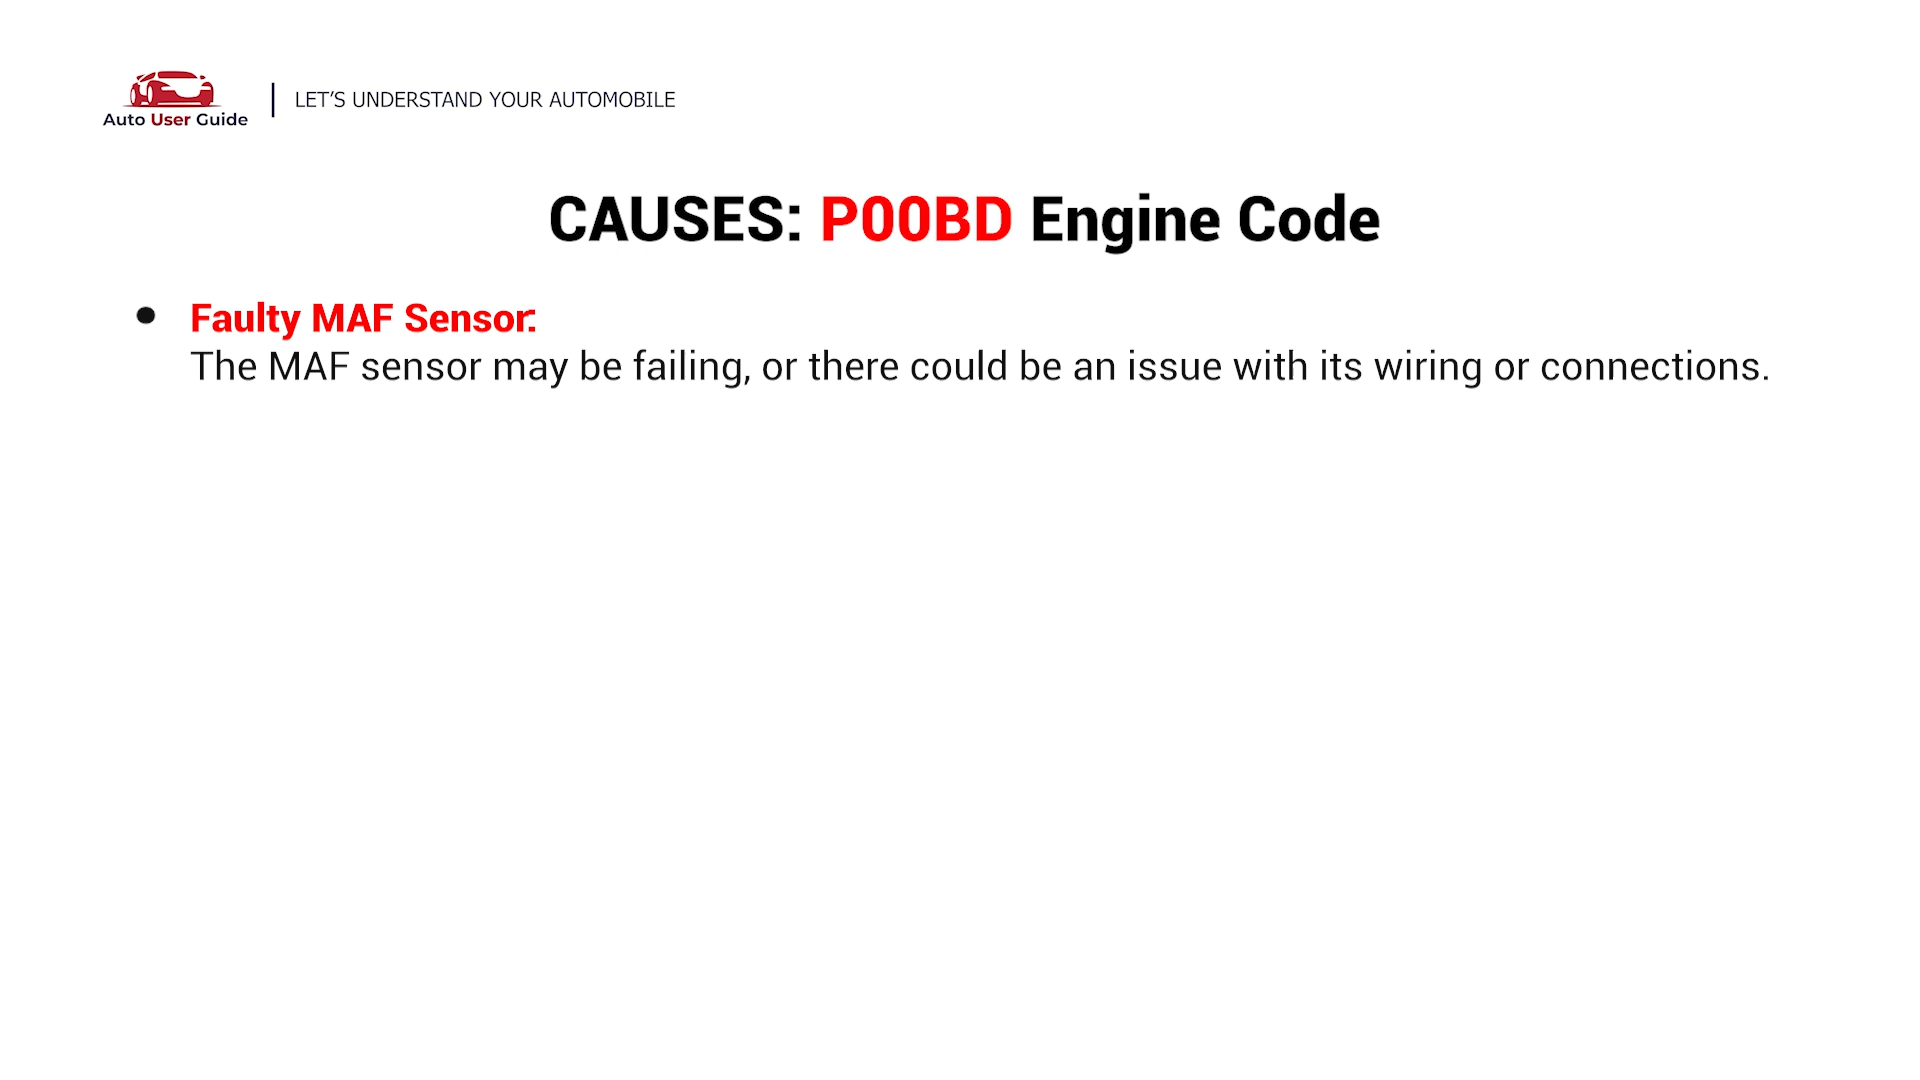 Auto User Guide
LET'S UNDERSTAND YOUR AUTOMOBILE
CAUSES: P00BD Engine Code
Faulty MAF Sensor:
The MAF sensor may be failing, or there could be an issue with its wiring or connections.